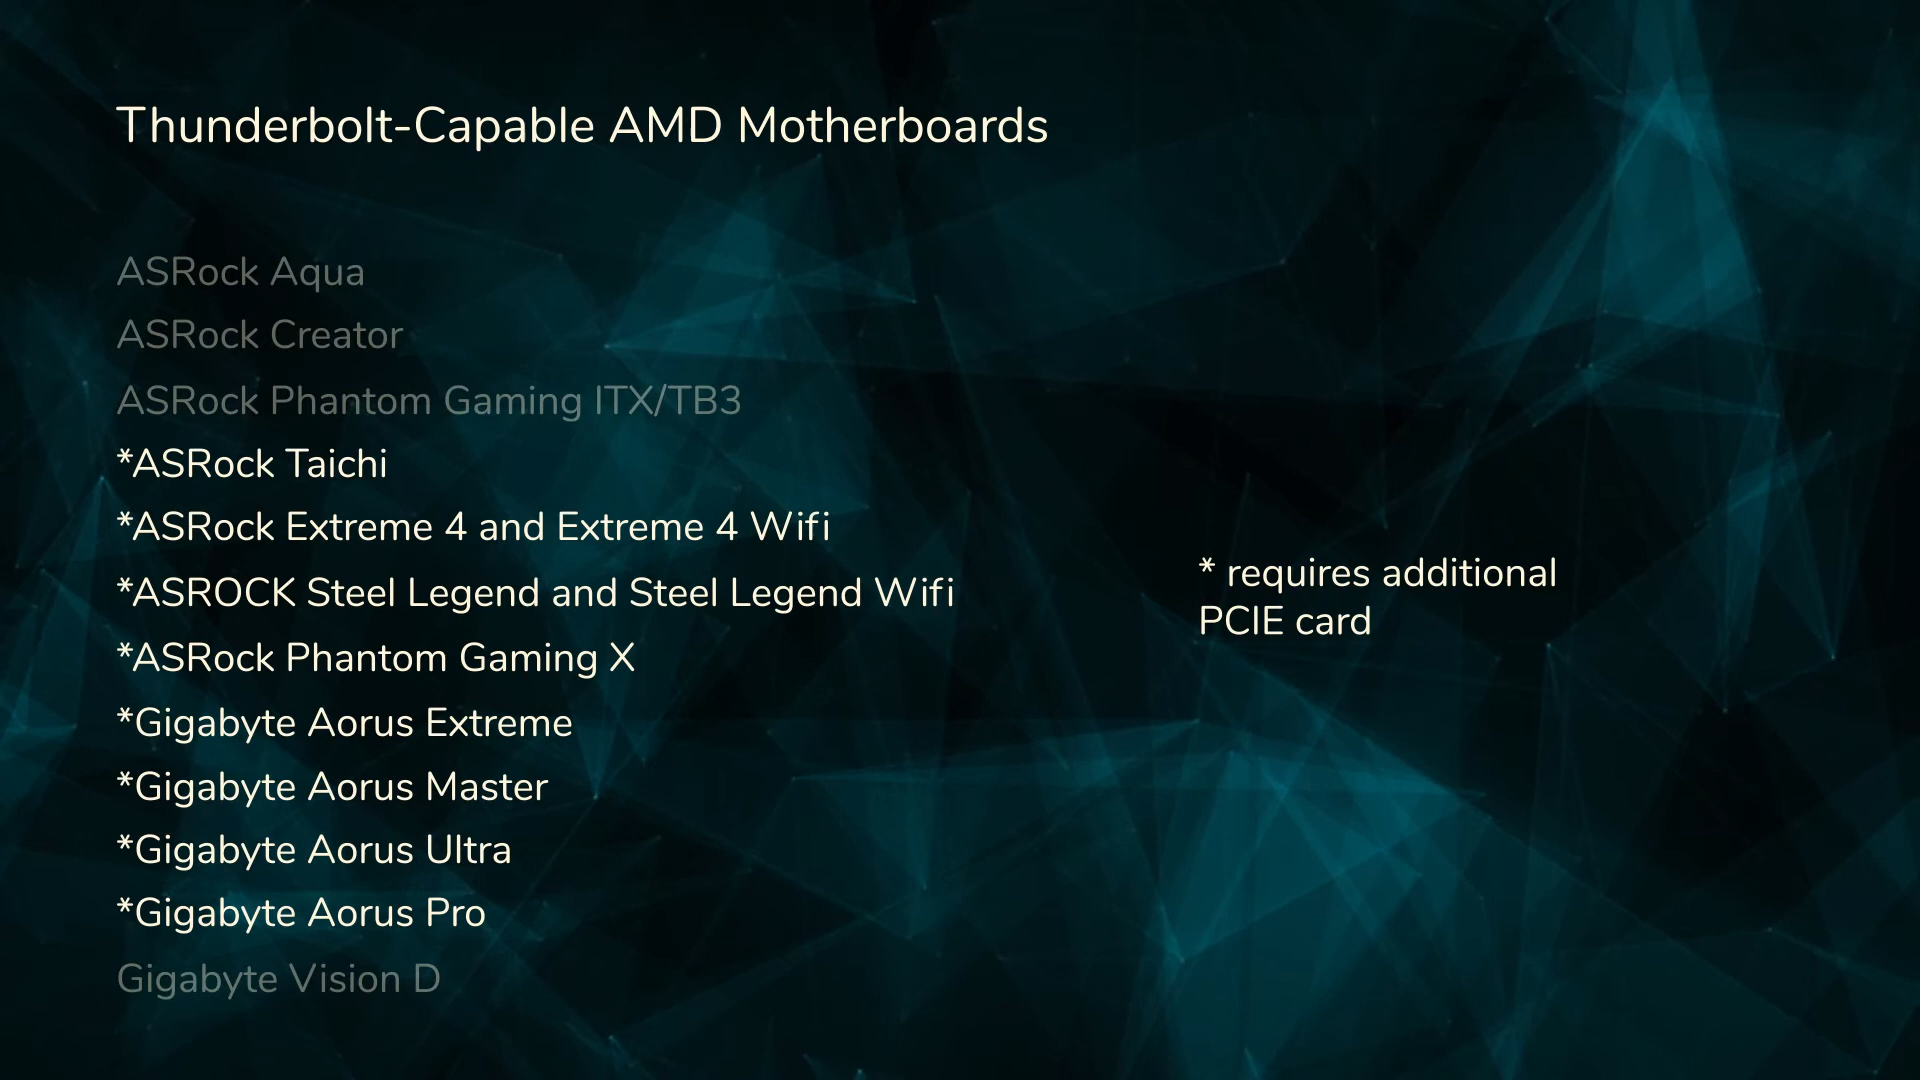 Thunderbolt-Capable AMD Motherboards
ASRock Aqua
ASRock Creator
ASRock Phantom Gaming ITX/TB3
*ASRock Taichi
*ASRock Extreme 4 and Extreme 4 Wifi
*ASROCK Steel Legend and Steel Legend Wifi
*ASRock Phantom Gaming X
*Gigabyte Aorus Extreme
*Gigabyte Aorus Master
*Gigabyte Aorus Ultra
*Gigabyte Aorus Pro
Gigabyte Vision D
* requires additional
PCIE card